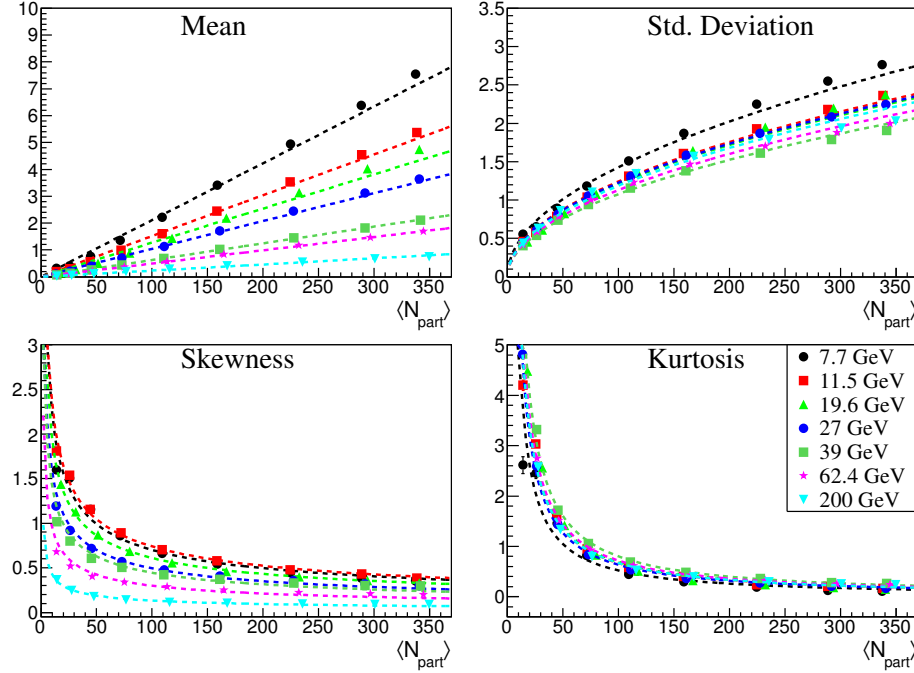 Mean
10
9
8
7
6
5
4
3
2
1
0
0 50 100 150 200 250 300 350
⟨N_part⟩
Std. Deviation
3.5
3
2.5
2
1.5
1
0.5
0
0 50 100 150 200 250 300 350
⟨N_part⟩
Skewness
3
2.5
2
1.5
1
0.5
0
0 50 100 150 200 250 300 350
⟨N_part⟩
Kurtosis
5
4
3
2
1
0
0 50 100 150 200 250 300 350
⟨N_part⟩
7.7 GeV
11.5 GeV
19.6 GeV
27 GeV
39 GeV
62.4 GeV
200 GeV